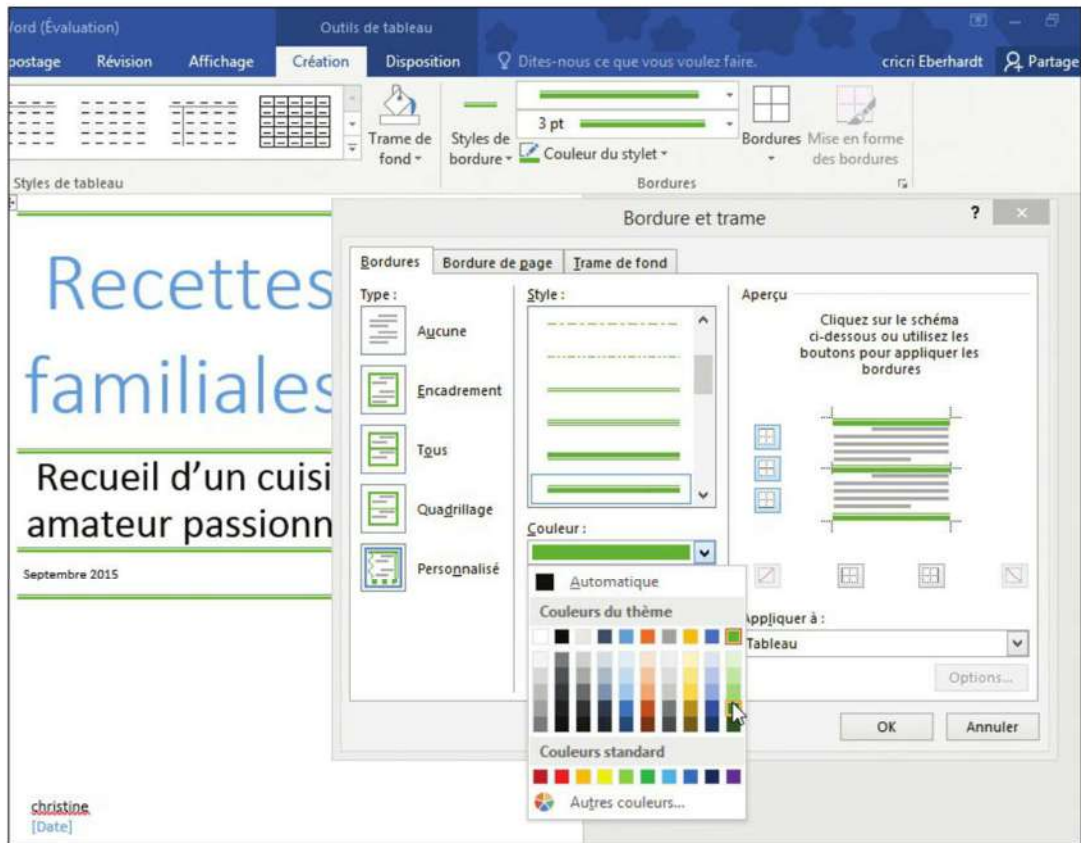 Word (Évaluation)
Outils de tableau
postage Révision Affichage Création Disposition Dites-nous ce que vous voulez faire. cricri Eberhardt Partage
Trame de fond
Styles de bordure
3 pt
Couleur du stylet
Bordures
Mise en forme des bordures
Styles de tableau
Bordures
Recettes
familiales
Recueil d'un cuisi
amateur passionn
Septembre 2015
christine
[Date]
Bordure et trame
?
Bordures Bordure de page Trame de fond
Type :
Aucune
Encadrement
Tous
Quadrillage
Personnalisé
Style :
Couleur :
Automatique
Couleurs du thème
Couleurs standard
Autres couleurs...
Aperçu
Cliquez sur le schéma
ci-dessous ou utilisez les
boutons pour appliquer les
bordures
Appliquer à :
Tableau
Options...
OK Annuler